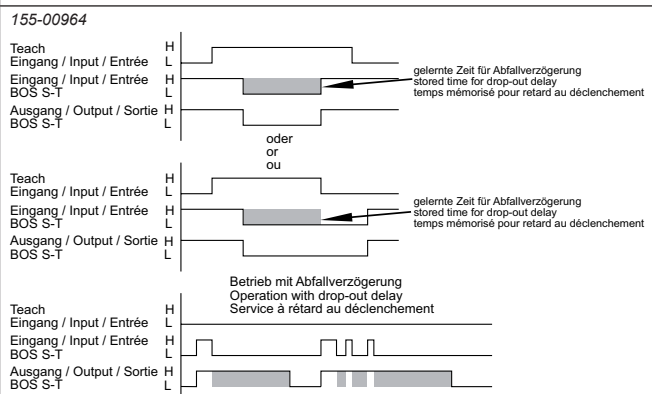 155-00964
Teach H
Eingang / Input / Entrée L
Eingang / Input / Entrée H
BOS S-T L
Ausgang / Output / Sortie H
BOS S-T L
gelernte Zeit für Abfallverzögerung
stored time for drop-out delay
temps mémorisé pour retard au déclenchement
oder
or
ou
Teach H
Eingang / Input / Entrée L
Eingang / Input / Entrée H
BOS S-T L
Ausgang / Output / Sortie H
BOS S-T L
gelernte Zeit für Abfallverzögerung
stored time for drop-out delay
temps mémorisé pour retard au déclenchement
Betrieb mit Abfallverzögerung
Operation with drop-out delay
Service à rétard au déclenchement
Teach H
Eingang / Input / Entrée L
Eingang / Input / Entrée H
BOS S-T L
Ausgang / Output / Sortie H
BOS S-T L